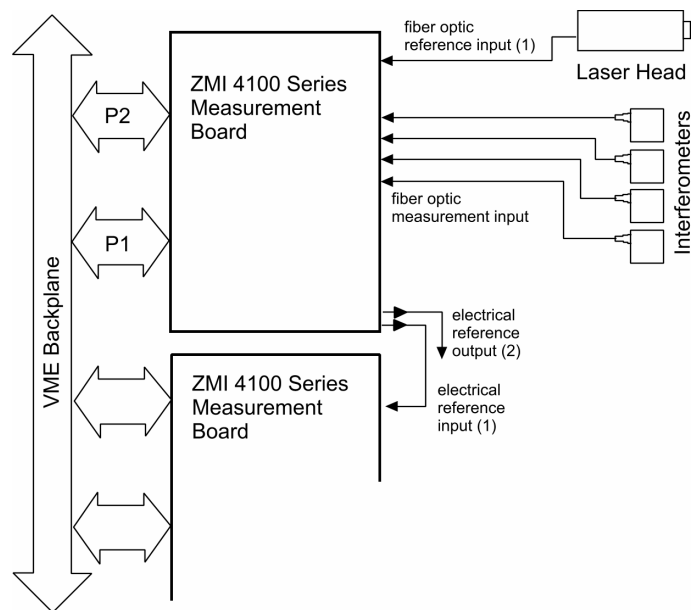 fiber optic
reference input (1)
Laser Head
ZMI 4100 Series
Measurement
Board
P2
Interferometers
fiber optic
measurement input
P1
VME Backplane
electrical
reference
output (2)
ZMI 4100 Series
Measurement
Board
electrical
reference
input (1)